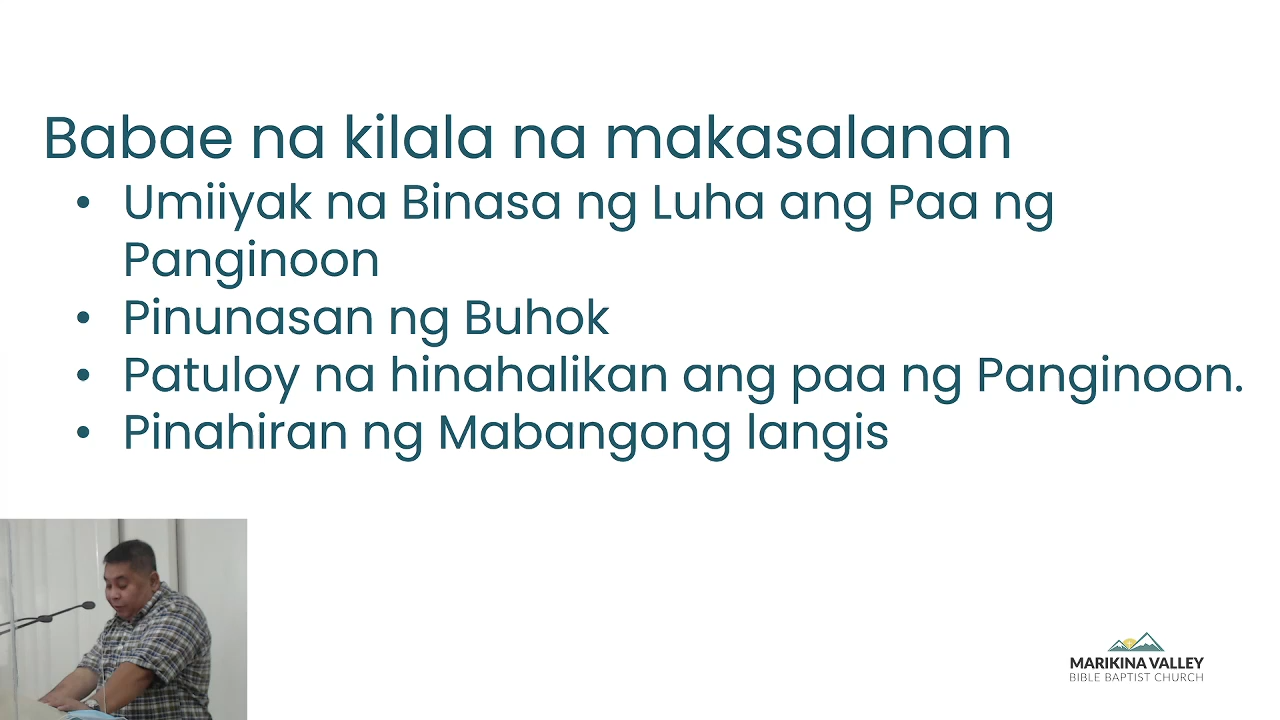 Babae na kilala na makasalanan
• Umiiyak na Binasa ng Luha ang Paa ng
Panginoon
• Pinunasan ng Buhok
• Patuloy na hinahalikan ang paa ng Panginoon.
• Pinahiran ng Mabangong langis
MARIKINA VALLEY
BIBLE BAPTIST CHURCH